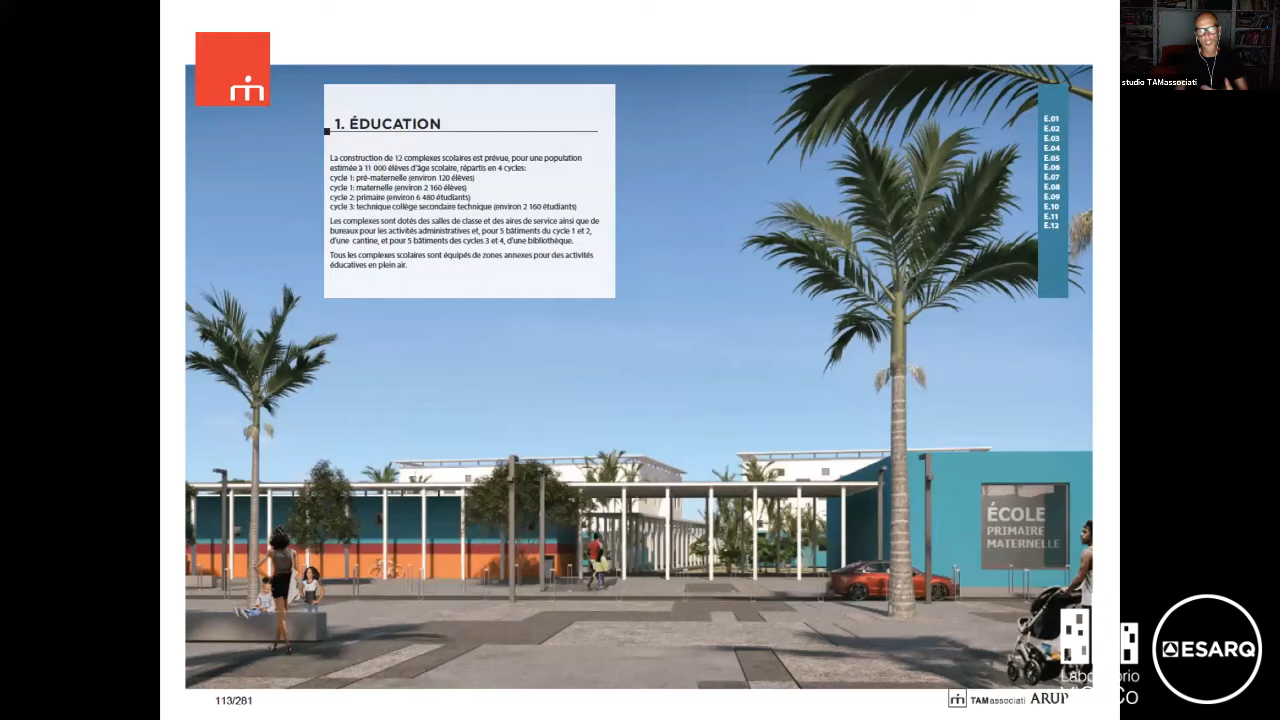 studio TAMassociati
1. ÉDUCATION
La construction de 12 complexes scolaires est prévue, pour une population
estimée à 11 000 élèves d'âge scolaire, répartis en 4 cycles:
cycle 1: pré-maternelle (environ 120 élèves)
cycle 1: maternelle (environ 2 160 élèves)
cycle 2: primaire (environ 6 480 étudiants)
cycle 3: technique collège secondaire technique (environ 2 160 étudiants)
Les complexes sont dotés des salles de classe et des aires de service ainsi que de
bureaux pour les activités administratives et, pour 5 bâtiments du cycle 1 et 2,
d'une cantine, et pour 5 bâtiments des cycles 3 et 4, d'une bibliothèque.
Tous les complexes scolaires sont équipés de zones annexes pour des activités
éducatives en plein air.
E.01
E.02
E.03
E.04
E.05
E.06
E.07
E.08
E.09
E.10
E.11
E.12
ÉCOLE
PRIMAIRE
MATERNELLE
ESARQ
113/281
TAMassociati ARUP